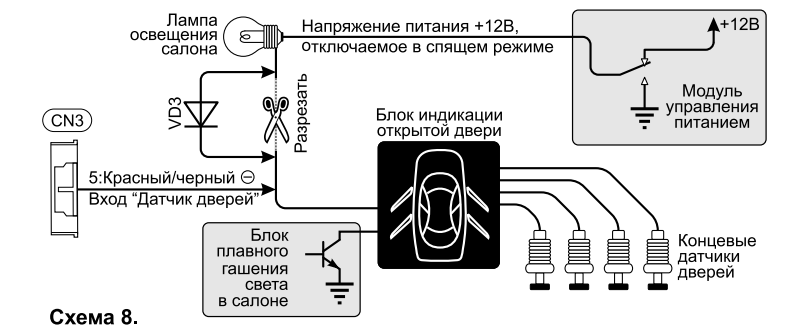 Лампа
освещения
салона
Напряжение питания +12В,
отключаемое в спящем режиме
+12В
Модуль
управления
питанием
VD3
Разрезать
CN3
Блок индикации
открытой двери
5:Красный/черный ⊖
Вход “Датчик дверей”
Блок
плавного
гашения
света
в салоне
Концевые
датчики
дверей
Схема 8.